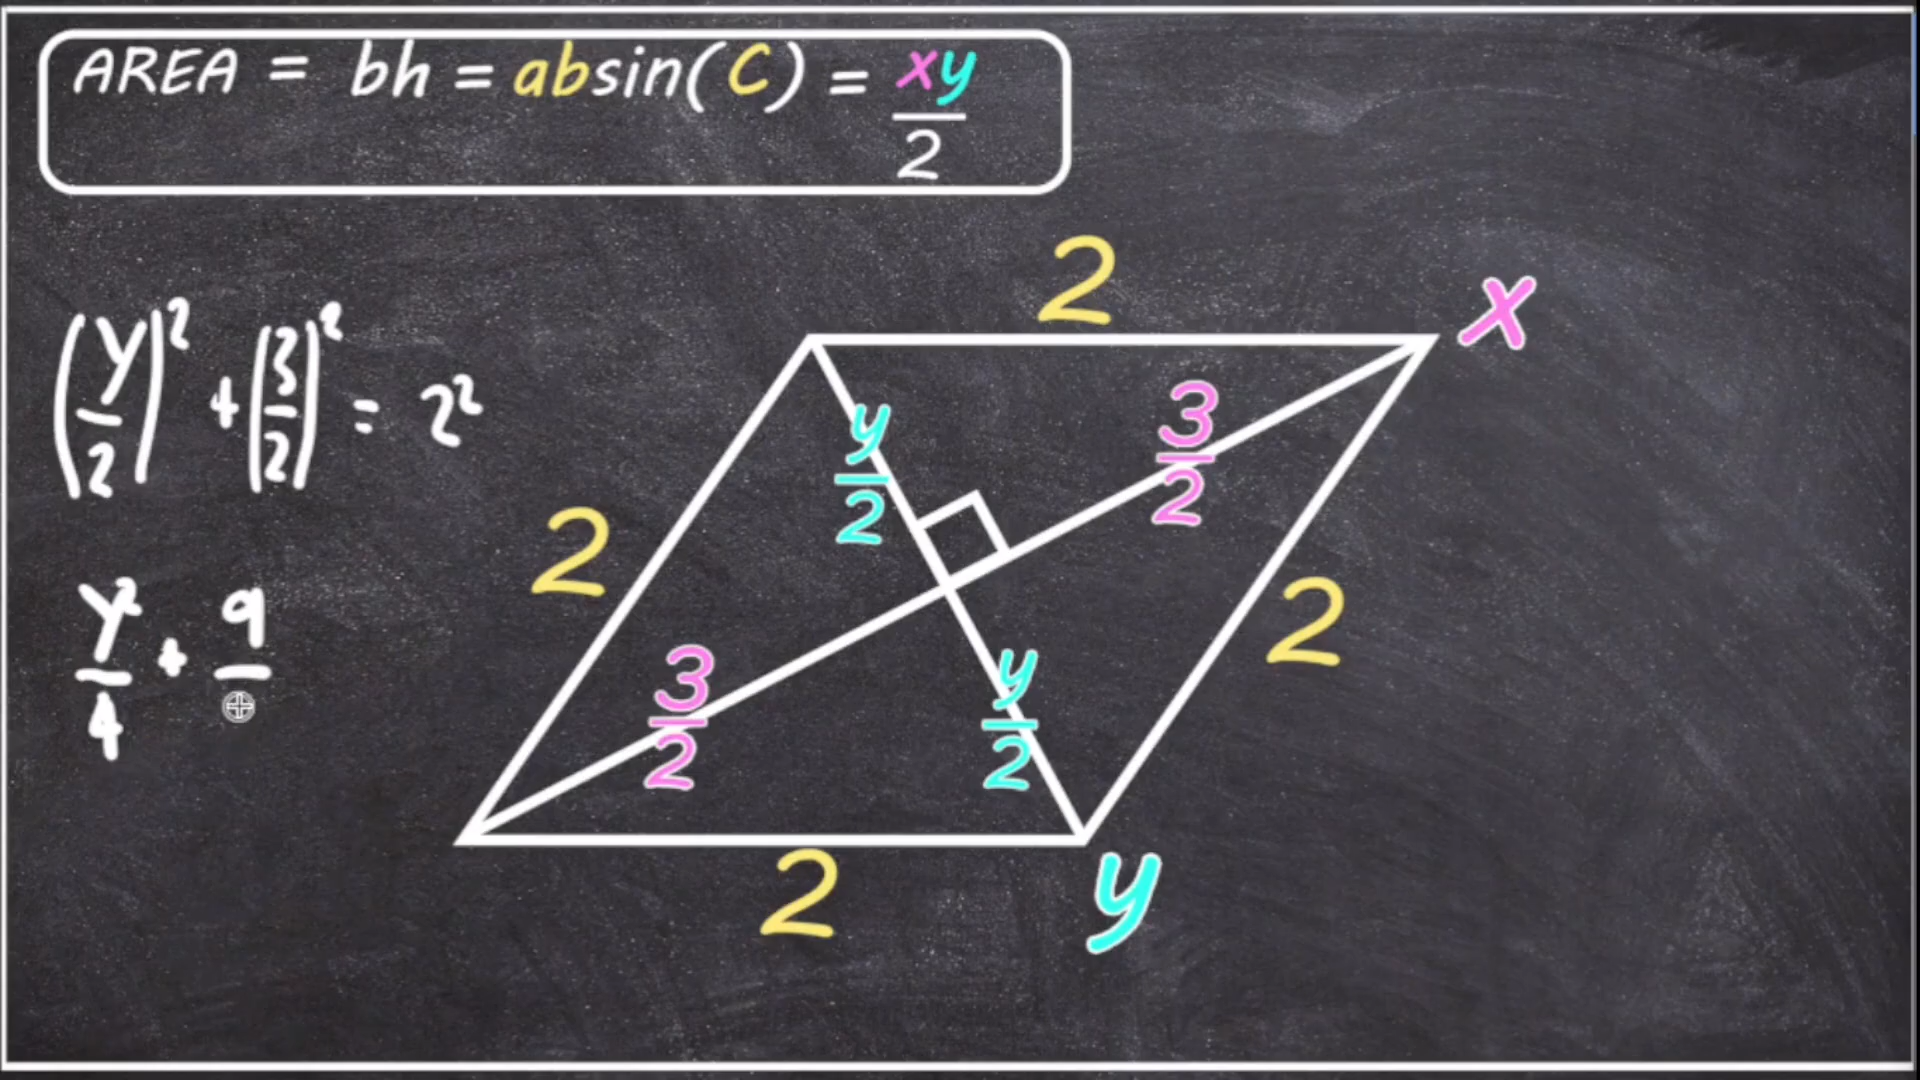 AREA = bh = absin(C) = xy/2
(y/2)² + (3/2)² = 2²
y²/4 + 9/
2
x
y/2
3/2
2
2
3/2
y/2
2
y